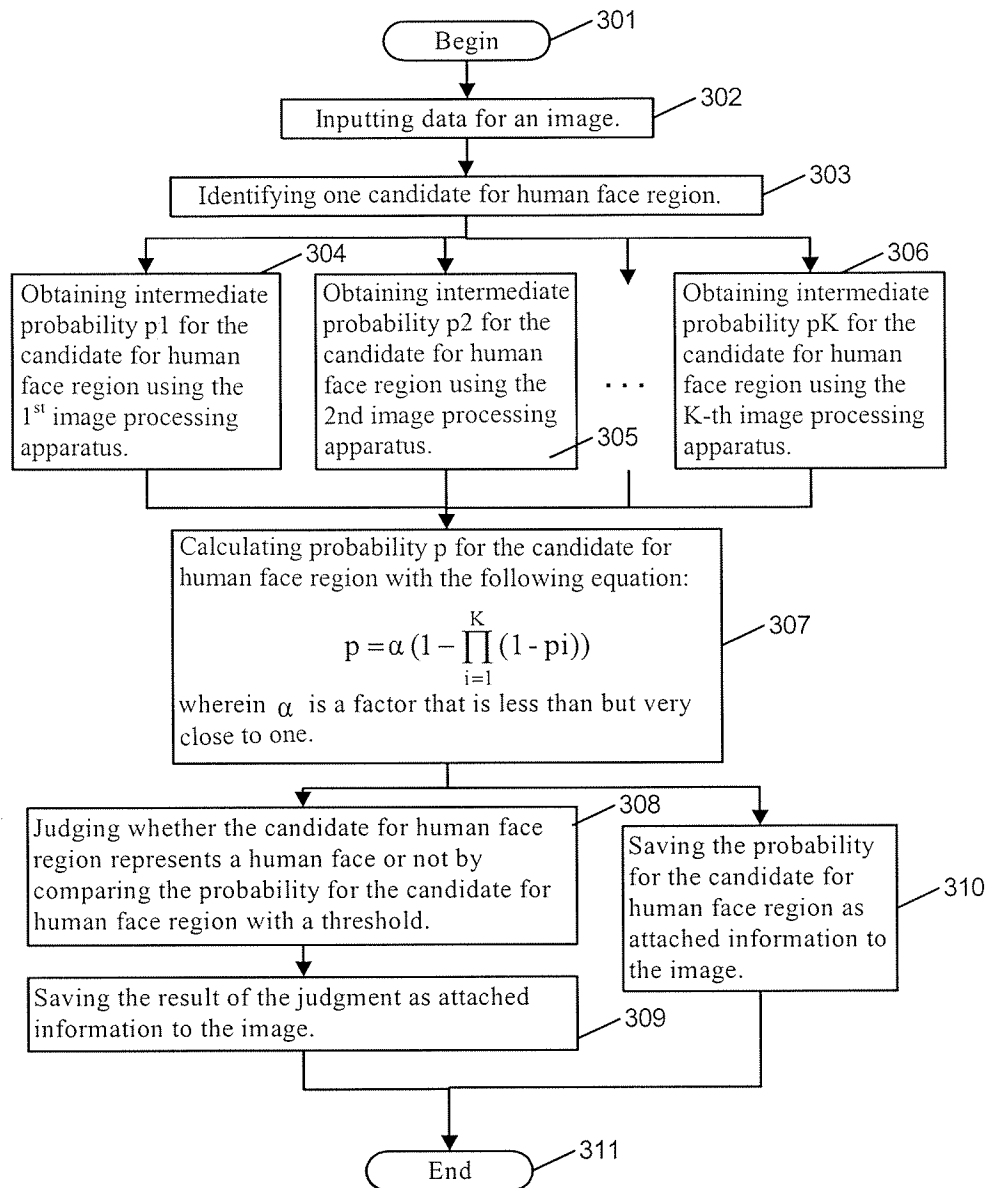 Begin
301
Inputting data for an image.
302
Identifying one candidate for human face region.
303
304
Obtaining intermediate
probability p1 for the
candidate for human
face region using the
1st image processing
apparatus.
Obtaining intermediate
probability p2 for the
candidate for human
face region using the
2nd image processing
apparatus.
305
. . .
306
Obtaining intermediate
probability pK for the
candidate for human
face region using the
K-th image processing
apparatus.
Calculating probability p for the candidate for
human face region with the following equation:
K
p = α (1 − ∏ (1 - pi))
i=1
wherein α is a factor that is less than but very
close to one.
307
Judging whether the candidate for human face
region represents a human face or not by
comparing the probability for the candidate for
human face region with a threshold.
308
Saving the probability
for the candidate for
human face region as
attached information to
the image.
310
Saving the result of the judgment as attached
information to the image.
309
End
311